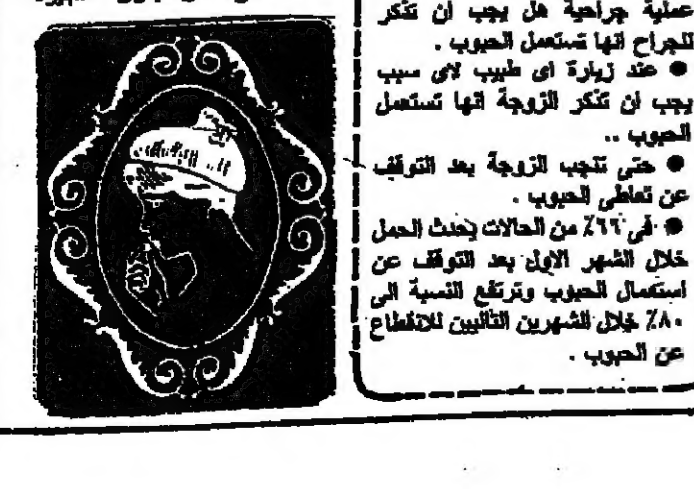 عملية جراحية هل يجب ان تذكر
للجراح انها تستعمل الحبوب .
● عند زيارة اى طبيب لاى سبب
يجب ان تذكر الزوجة انها تستعمل
الحبوب ..
● حتى تنجب الزوجة بعد التوقف
عن تعاطى الحبوب .
● فى ٦٦٪ من الحالات يحدث الحمل
خلال الشهر الاول بعد التوقف عن
استعمال الحبوب وترتفع النسبة الى
٨٠٪ خلال الشهرين التاليين للانقطاع
عن الحبوب .